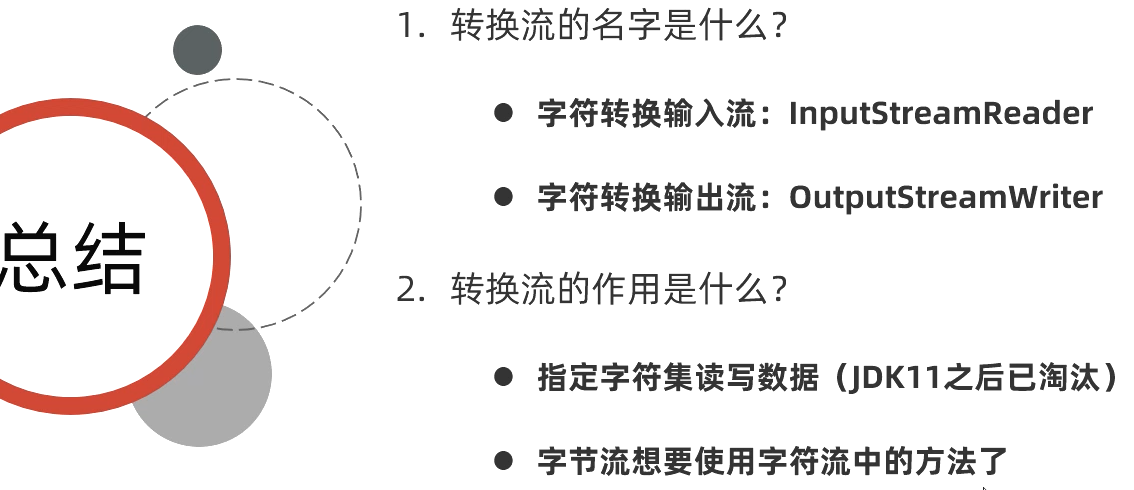 总结
1. 转换流的名字是什么？
● 字符转换输入流：InputStreamReader
● 字符转换输出流：OutputStreamWriter
2. 转换流的作用是什么？
● 指定字符集读写数据（JDK11之后已淘汰）
● 字节流想要使用字符流中的方法了